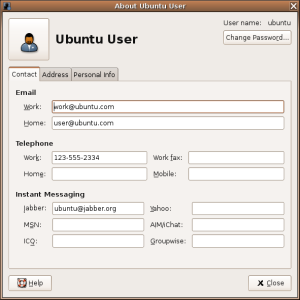 About Ubuntu User
User name: ubuntu
Ubuntu User
Change Password...
Contact Address Personal Info
Email
Work: work@ubuntu.com
Home: user@ubuntu.com
Telephone
Work: 123-555-2334 Work fax:
Home: Mobile:
Instant Messaging
Jabber: ubuntu@jabber.org Yahoo:
MSN: AIM/iChat:
ICQ: Groupwise:
Help Close